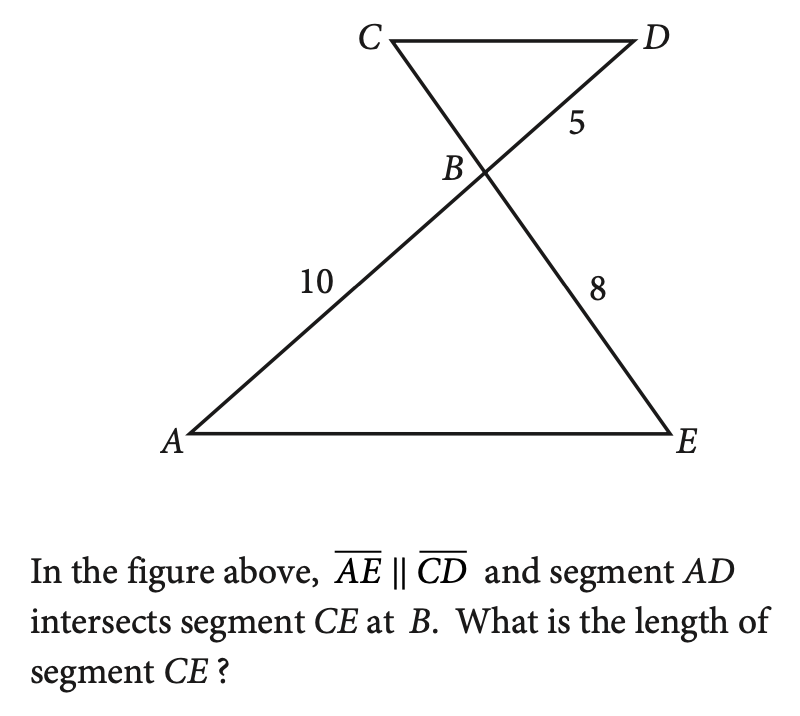 C
D
5
B
10
8
A
E
In the figure above, AE || CD and segment AD
intersects segment CE at B. What is the length of
segment CE ?